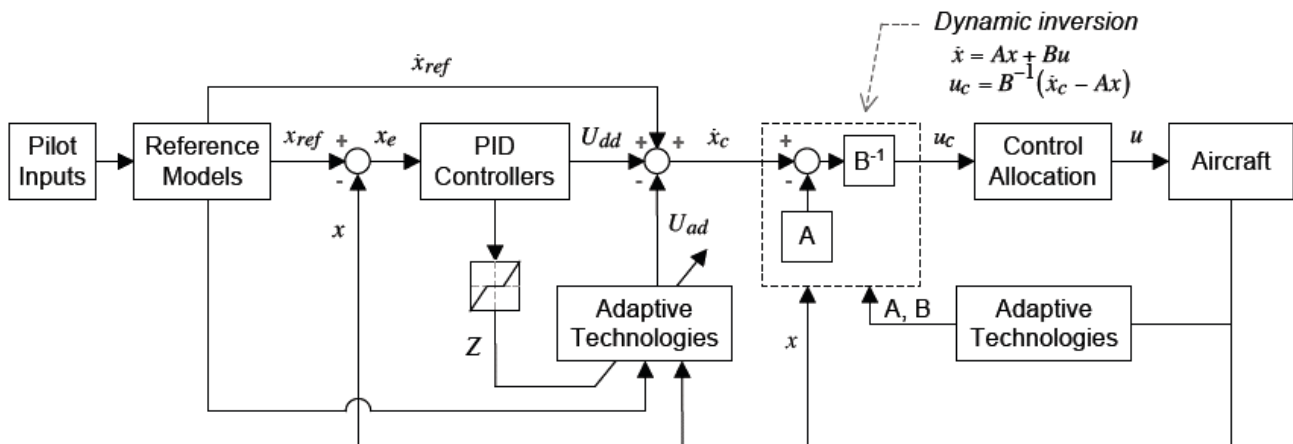 Dynamic inversion
ẋ = Ax + Bu
u_c = B⁻¹(ẋ_c − Ax)
ẋ_ref
Pilot
Inputs
Reference
Models
x_ref
+
-
x_e
PID
Controllers
U_dd
+
+
+
-
ẋ_c
+
-
B⁻¹
u_c
Control
Allocation
u
Aircraft
x
U_ad
A
Z
Adaptive
Technologies
x
A, B
Adaptive
Technologies